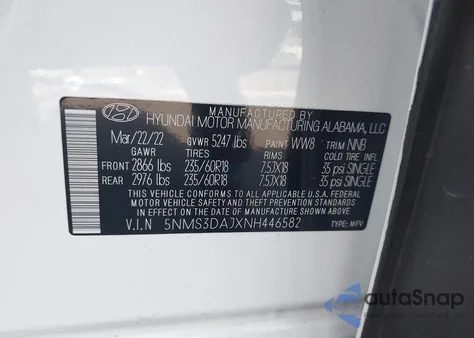 MANUFACTURED BY
HYUNDAI MOTOR MANUFACTURING ALABAMA, LLC
Mar/22/22 GVWR 5247 lbs PAINT WW8 TRIM NNB
GAWR TIRES RIMS COLD TIRE INFL.
FRONT 2866 lbs 235/60R18 7.5JX18 35 psi SINGLE
REAR 2976 lbs 235/60R18 7.5JX18 35 psi SINGLE
THIS VEHICLE CONFORMS TO ALL APPLICABLE U.S.A. FEDERAL
MOTOR VEHICLE SAFETY AND THEFT PREVENTION STANDARDS
IN EFFECT ON THE DATE OF MANUFACTURE SHOWN ABOVE.
V.I.N 5NMS3DAJXNH446582 TYPE: MPV
autaSnap